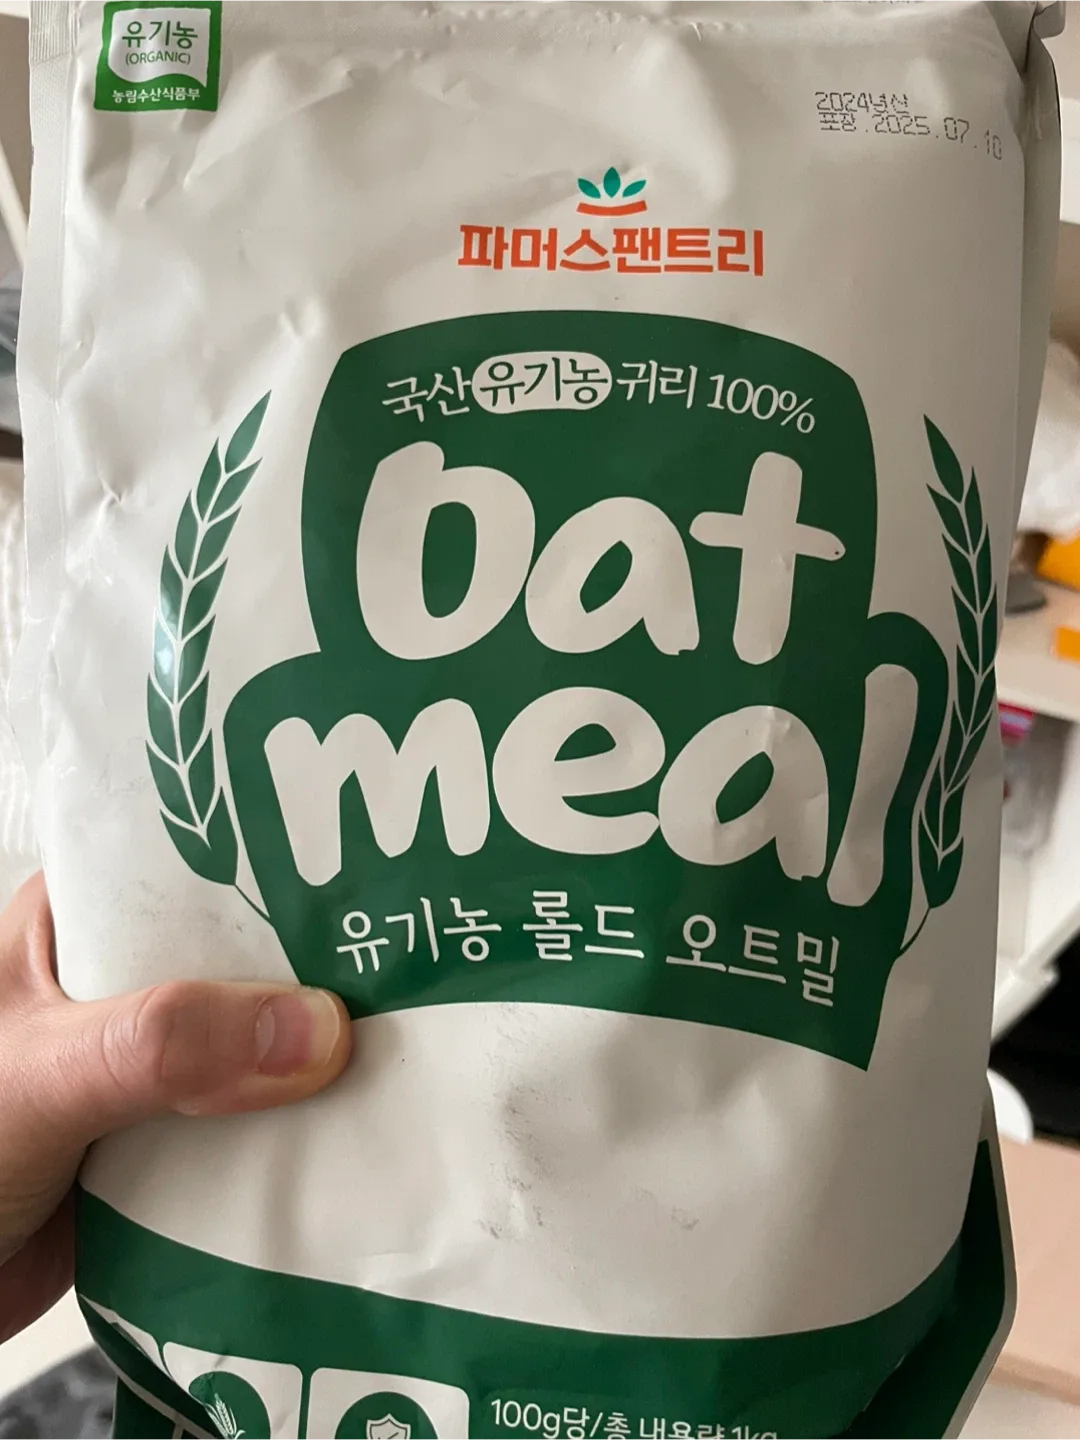 유기농
(ORGANIC)
농림수산식품부
2024년산
포장 . 2025 . 07 . 10
파머스팬트리
국산 유기농 귀리 100%
Oat
meal
유기농 롤드 오트밀
100g당/총 내용량 1kg